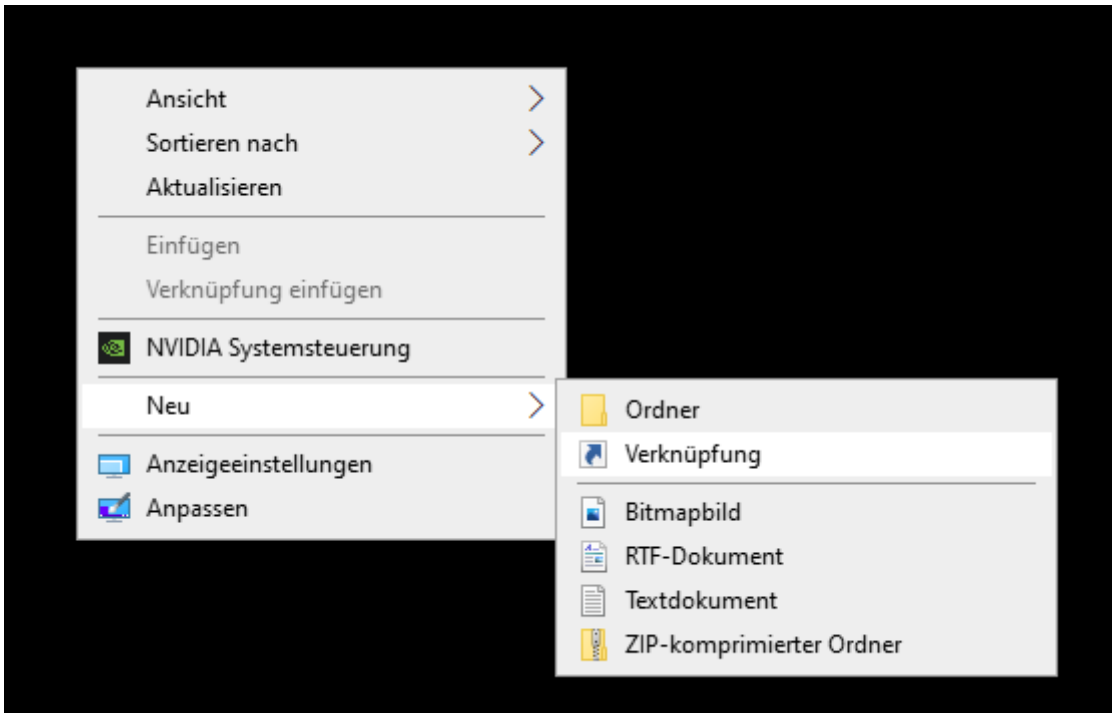 Ansicht
Sortieren nach
Aktualisieren
Einfügen
Verknüpfung einfügen
NVIDIA Systemsteuerung
Neu
Anzeigeeinstellungen
Anpassen
Ordner
Verknüpfung
Bitmapbild
RTF-Dokument
Textdokument
ZIP-komprimierter Ordner